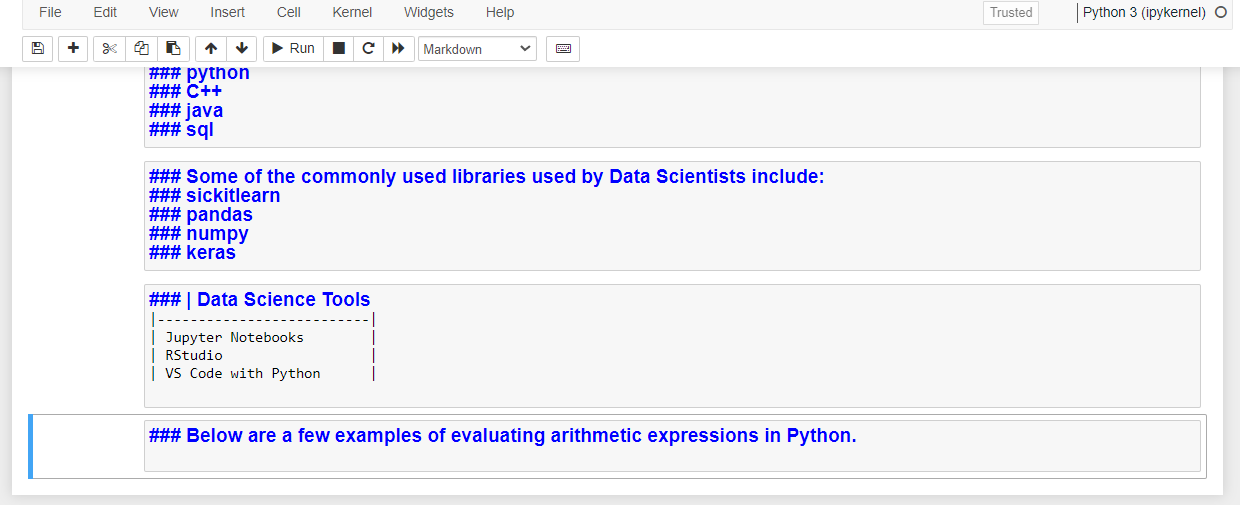 File Edit View Insert Cell Kernel Widgets Help Trusted Python 3 (ipykernel)
Run Markdown
### python
### C++
### java
### sql
### Some of the commonly used libraries used by Data Scientists include:
### sickitlearn
### pandas
### numpy
### keras
### | Data Science Tools
|--------------------------|
| Jupyter Notebooks        |
| RStudio                  |
| VS Code with Python      |
### Below are a few examples of evaluating arithmetic expressions in Python.